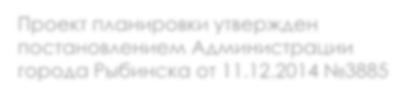 Проект планировки утвержден
постановлением Администрации
города Рыбинска от 11.12.2014 №3885